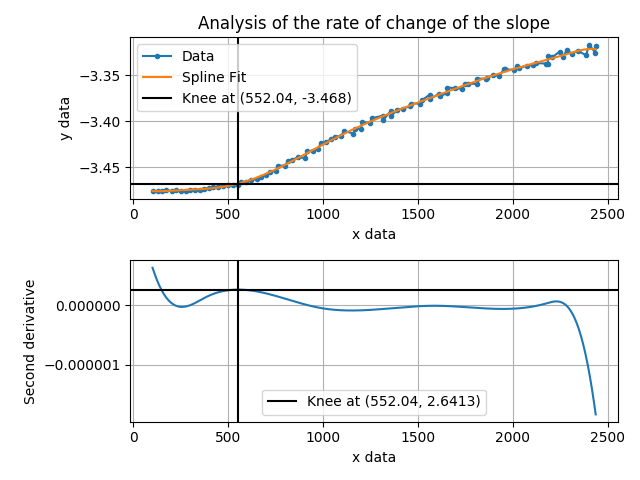 Analysis of the rate of change of the slope
Data
Spline Fit
Knee at (552.04, -3.468)
y data
−3.35
−3.40
−3.45
0 500 1000 1500 2000 2500
x data
Second derivative
0.000000
−0.000001
Knee at (552.04, 2.6413)
0 500 1000 1500 2000 2500
x data